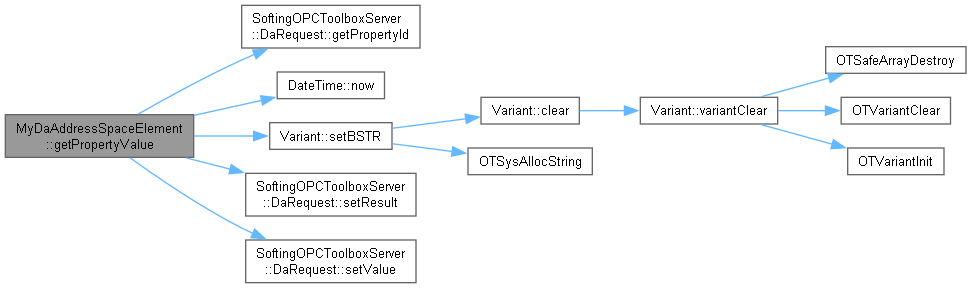 MyDaAddressSpaceElement
::getPropertyValue
SoftingOPCToolboxServer
::DaRequest::getPropertyId
DateTime::now
Variant::setBSTR
SoftingOPCToolboxServer
::DaRequest::setResult
SoftingOPCToolboxServer
::DaRequest::setValue
Variant::clear
OTSysAllocString
Variant::variantClear
OTSafeArrayDestroy
OTVariantClear
OTVariantInit